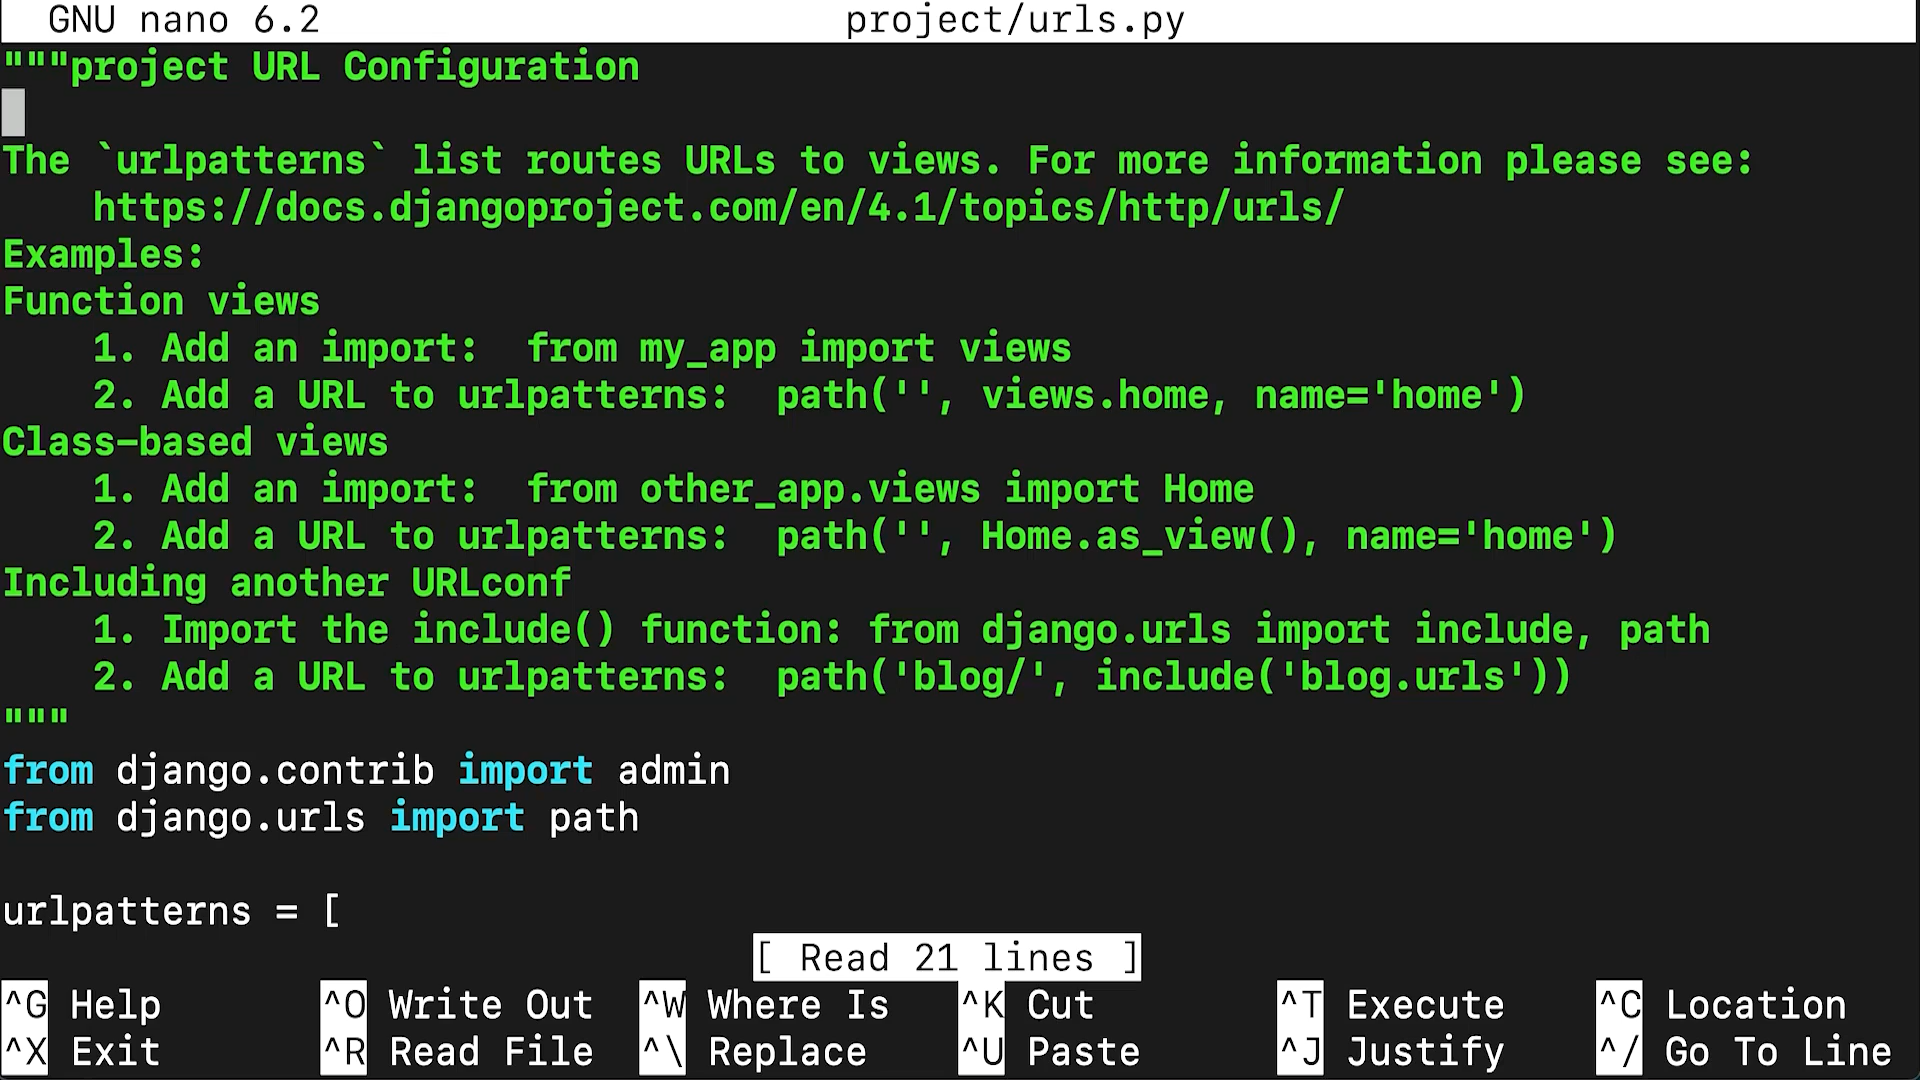 GNU nano 6.2 project/urls.py
"""project URL Configuration
The `urlpatterns` list routes URLs to views. For more information please see:
    https://docs.djangoproject.com/en/4.1/topics/http/urls/
Examples:
Function views
    1. Add an import:  from my_app import views
    2. Add a URL to urlpatterns:  path('', views.home, name='home')
Class-based views
    1. Add an import:  from other_app.views import Home
    2. Add a URL to urlpatterns:  path('', Home.as_view(), name='home')
Including another URLconf
    1. Import the include() function: from django.urls import include, path
    2. Add a URL to urlpatterns:  path('blog/', include('blog.urls'))
"""
from django.contrib import admin
from django.urls import path
urlpatterns = [
[ Read 21 lines ]
^G Help ^O Write Out ^W Where Is ^K Cut ^T Execute ^C Location
^X Exit ^R Read File ^\ Replace ^U Paste ^J Justify ^/ Go To Line